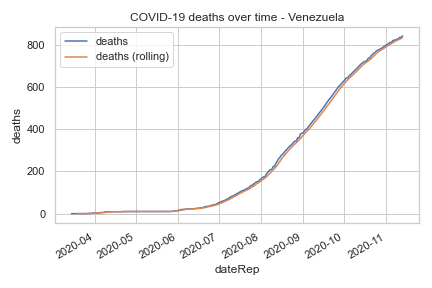 COVID-19 deaths over time - Venezuela
deaths
deaths (rolling)
800
600
400
200
0
deaths
2020-04
2020-05
2020-06
2020-07
2020-08
2020-09
2020-10
2020-11
dateRep